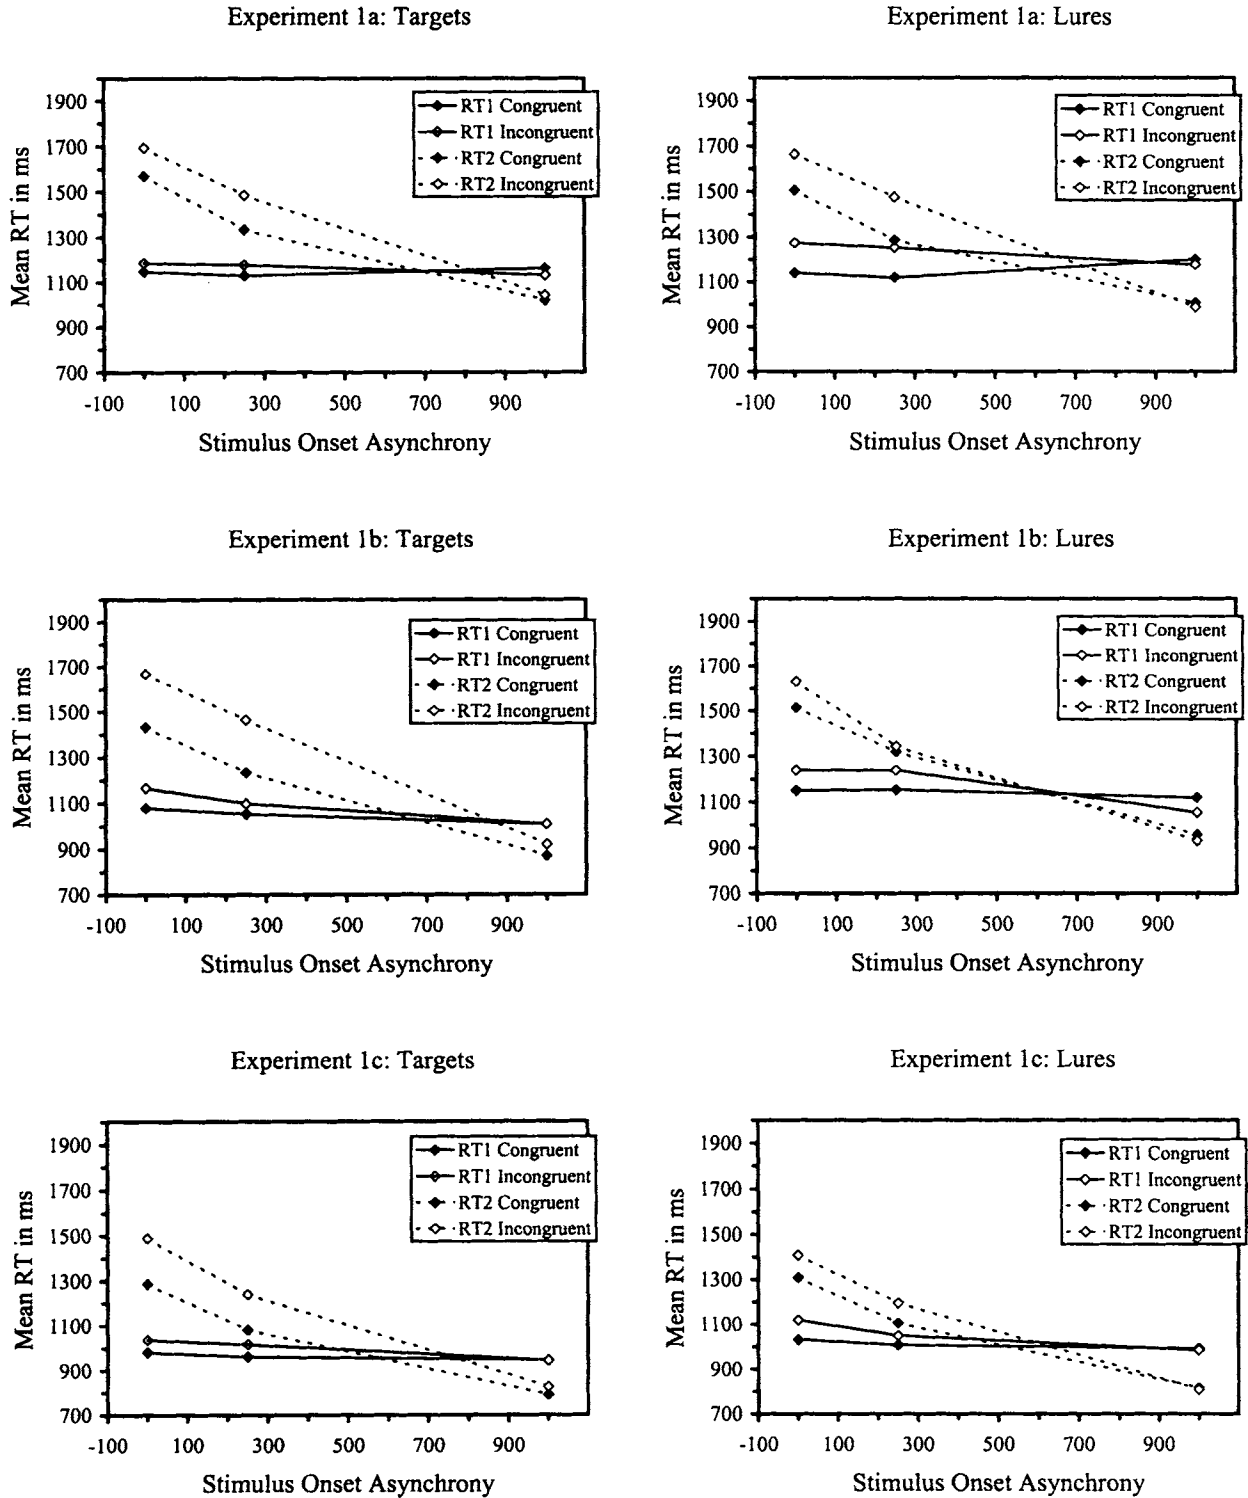 Experiment 1a: Targets
Mean RT in ms
1900
1700
1500
1300
1100
900
700
-100 100 300 500 700 900
Stimulus Onset Asynchrony
RT1 Congruent
RT1 Incongruent
RT2 Congruent
RT2 Incongruent
Experiment 1a: Lures
Mean RT in ms
1900
1700
1500
1300
1100
900
700
-100 100 300 500 700 900
Stimulus Onset Asynchrony
RT1 Congruent
RT1 Incongruent
RT2 Congruent
RT2 Incongruent
Experiment 1b: Targets
Mean RT in ms
1900
1700
1500
1300
1100
900
700
-100 100 300 500 700 900
Stimulus Onset Asynchrony
RT1 Congruent
RT1 Incongruent
RT2 Congruent
RT2 Incongruent
Experiment 1b: Lures
Mean RT in ms
1900
1700
1500
1300
1100
900
700
-100 100 300 500 700 900
Stimulus Onset Asynchrony
RT1 Congruent
RT1 Incongruent
RT2 Congruent
RT2 Incongruent
Experiment 1c: Targets
Mean RT in ms
1900
1700
1500
1300
1100
900
700
-100 100 300 500 700 900
Stimulus Onset Asynchrony
RT1 Congruent
RT1 Incongruent
RT2 Congruent
RT2 Incongruent
Experiment 1c: Lures
Mean RT in ms
1900
1700
1500
1300
1100
900
700
-100 100 300 500 700 900
Stimulus Onset Asynchrony
RT1 Congruent
RT1 Incongruent
RT2 Congruent
RT2 Incongruent